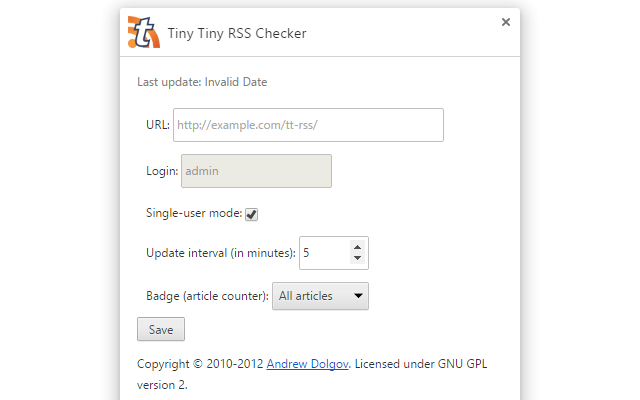 Tiny Tiny RSS Checker
Last update: Invalid Date
URL: http://example.com/tt-rss/
Login: admin
Single-user mode:
Update interval (in minutes): 5
Badge (article counter): All articles
Save
Copyright © 2010-2012 Andrew Dolgov. Licensed under GNU GPL
version 2.